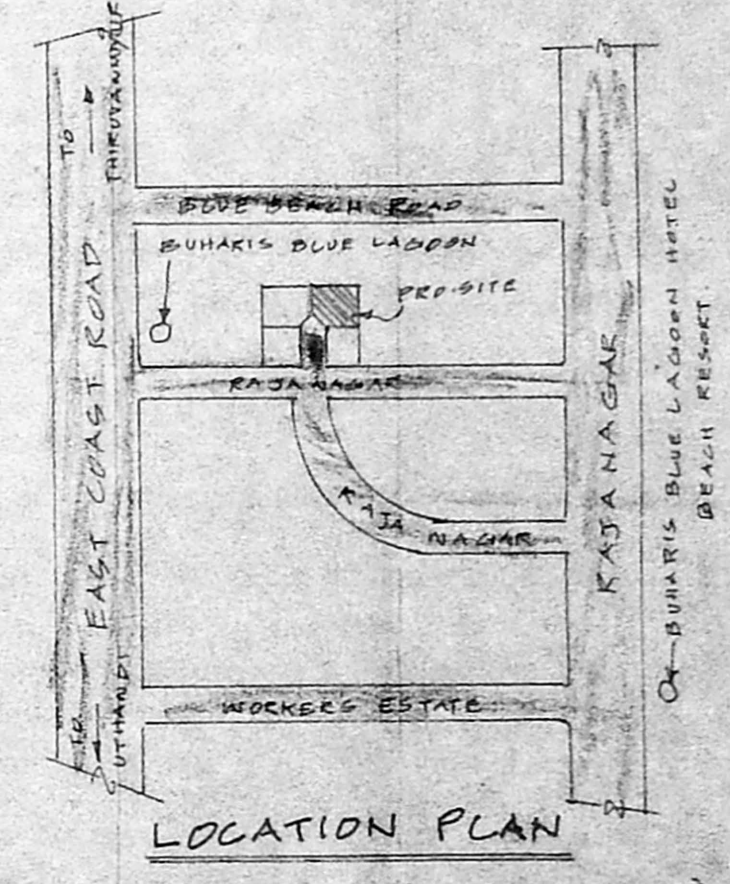 TO
THIRUVANMIYUR
BLUE BEACH ROAD
BUHARIS BLUE LAGOON
PRO-SITE
EAST COAST ROAD
RAJANAGAR
RAJANAGAR
RAJA NAGAR
BUHARIS BLUE LAGOON HOTEL
BEACH RESORT.
WORKERS ESTATE
TO
UTHANDI
LOCATION PLAN